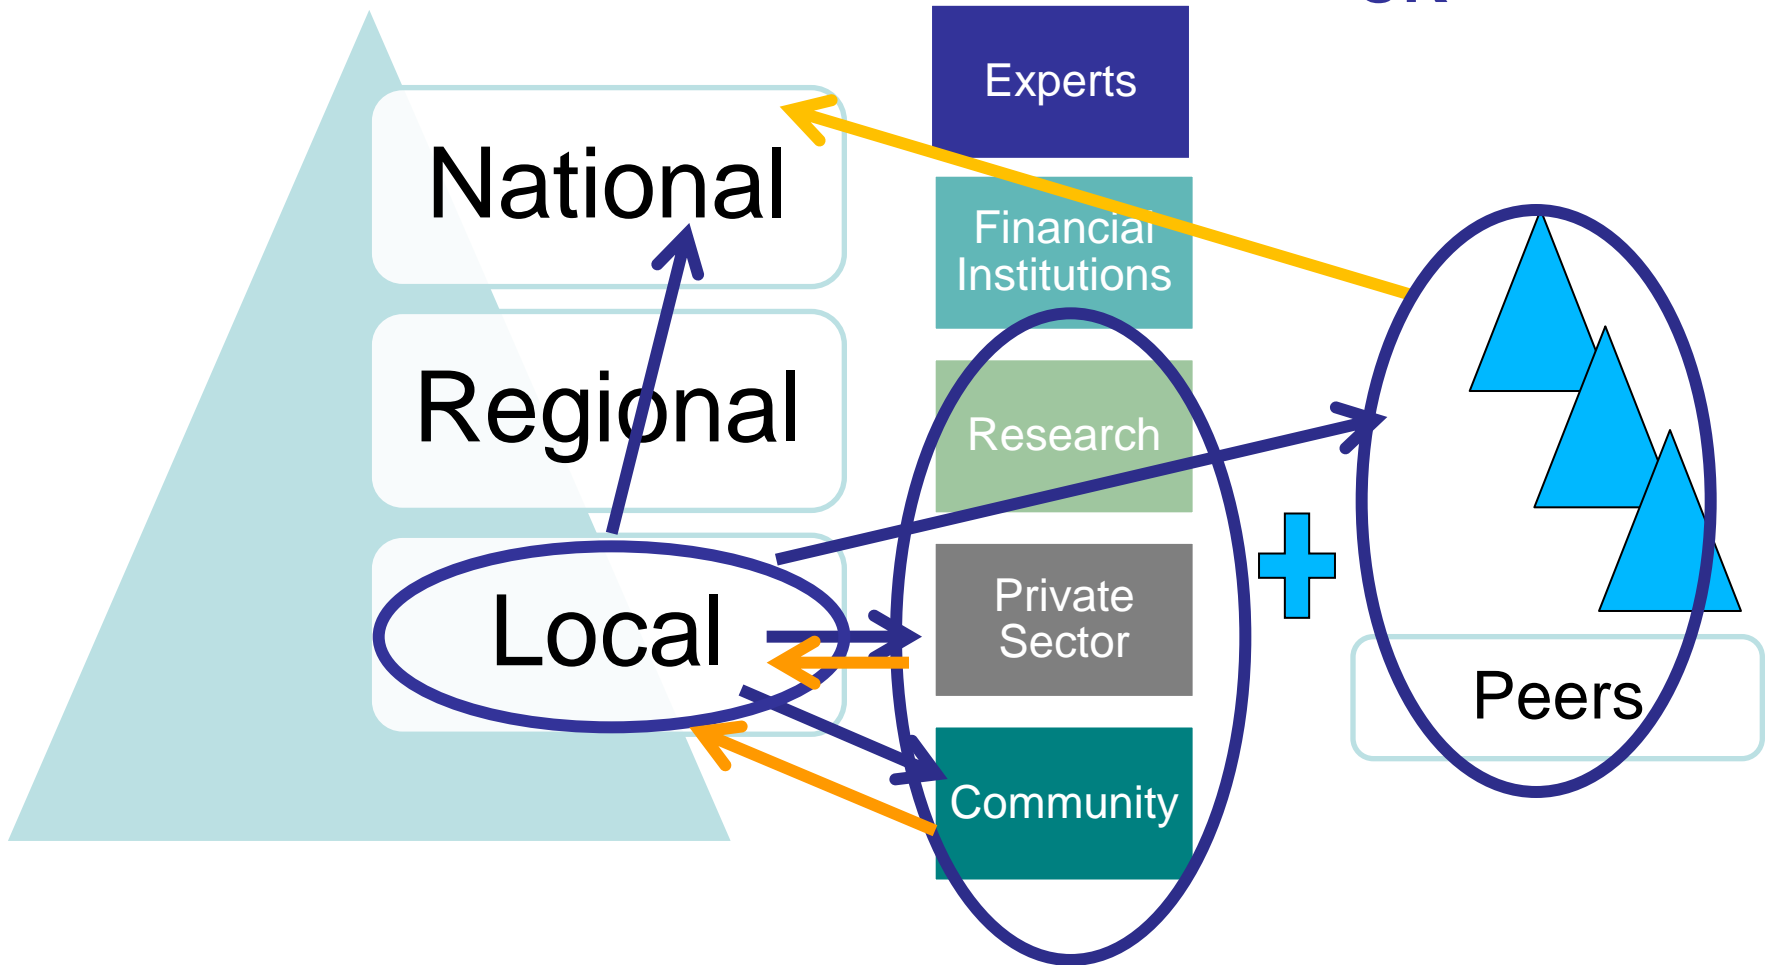 National
Regional
Local
Experts
Financial
Institutions
Research
Private
Sector
Community
Peers